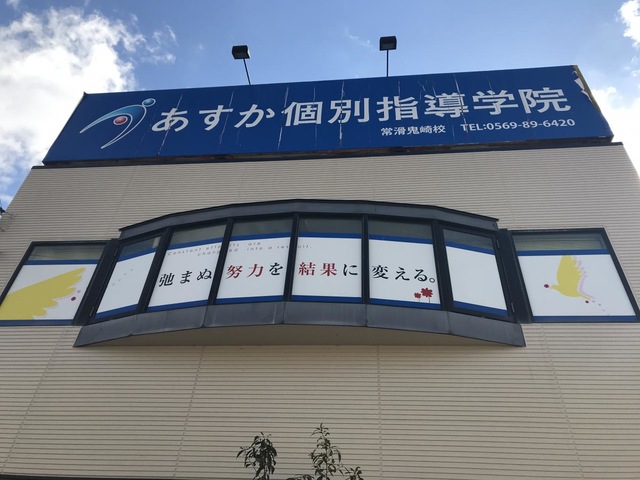 あすか個別指導学院
常滑鬼崎校 TEL:0569-89-6420
弛まぬ努力を結果に変える。